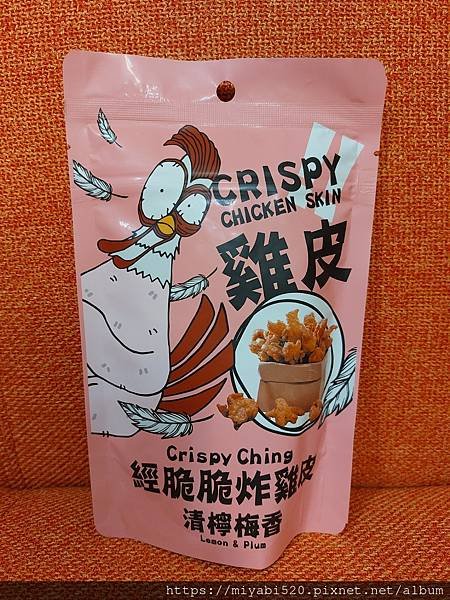 CRISPY
CHICKEN SKIN
雞皮
Crispy Ching
經脆脆炸雞皮
清檸梅香
Lemon & Plum
https://miyabi520.pixnet.net/album